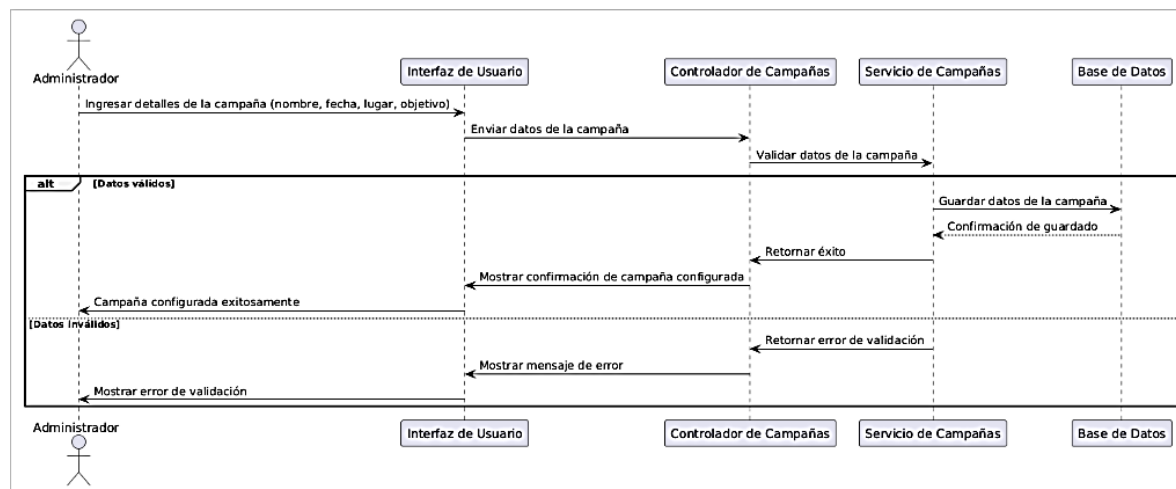 Administrador
Interfaz de Usuario
Controlador de Campañas
Servicio de Campañas
Base de Datos
Ingresar detalles de la campaña (nombre, fecha, lugar, objetivo)
Enviar datos de la campaña
Validar datos de la campaña
alt
[Datos válidos]
Guardar datos de la campaña
Confirmación de guardado
Retornar éxito
Mostrar confirmación de campaña configurada
Campaña configurada exitosamente
[Datos inválidos]
Retornar error de validación
Mostrar mensaje de error
Mostrar error de validación
Administrador
Interfaz de Usuario
Controlador de Campañas
Servicio de Campañas
Base de Datos